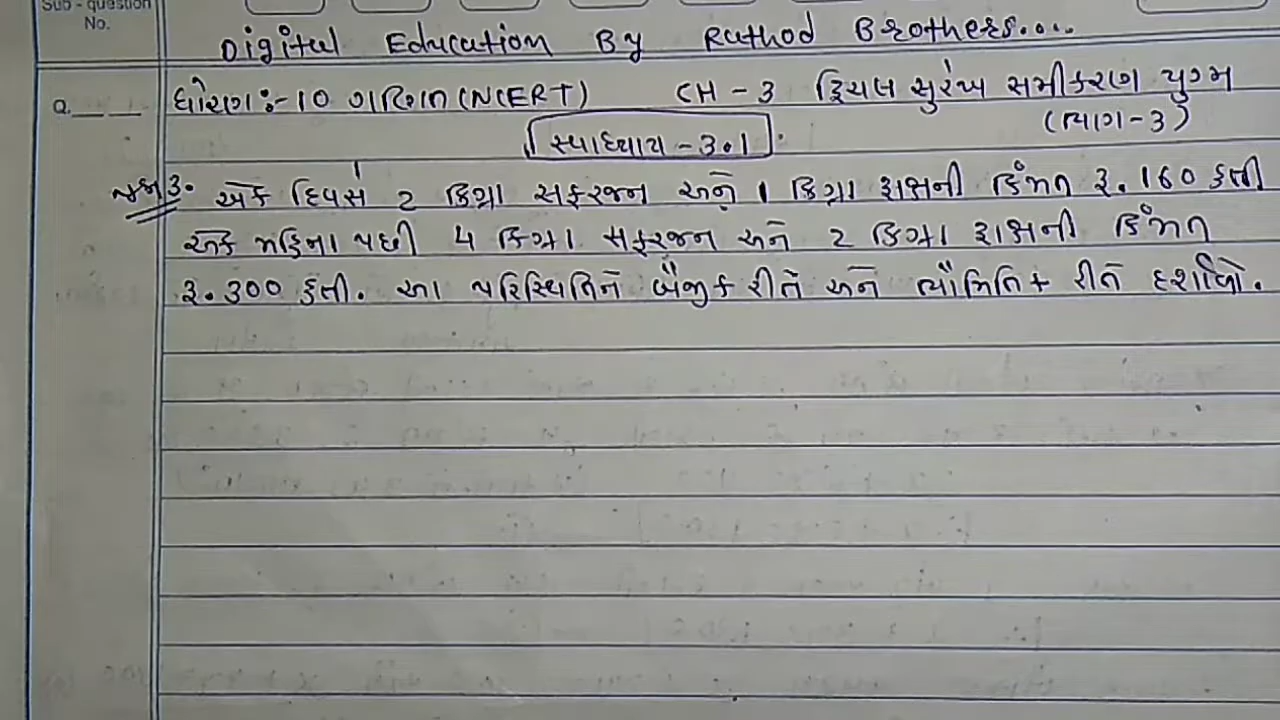 Sub - question
No.
Digital Education By Rathod Brothers.....
Q.
ધોરણ:-10 ગણિત (NCERT) CH - 3 દ્વિચલ સુરેખ સમીકરણ યુગ્મ
(ભાગ-3)
સ્વાધ્યાય - 3.1
3. એક દિવસે 2 કિગ્રા સફરજન અને 1 કિગ્રા દ્રાક્ષની કિંમત રૂ.160 હતી
એક મહિના પછી 4 કિગ્રા સફરજન અને 2 કિગ્રા દ્રાક્ષની કિંમત
રૂ.300 હતી. આ પરિસ્થિતિને બૈજીક રીતે અને ભૌમિતિક રીતે દર્શાવો.